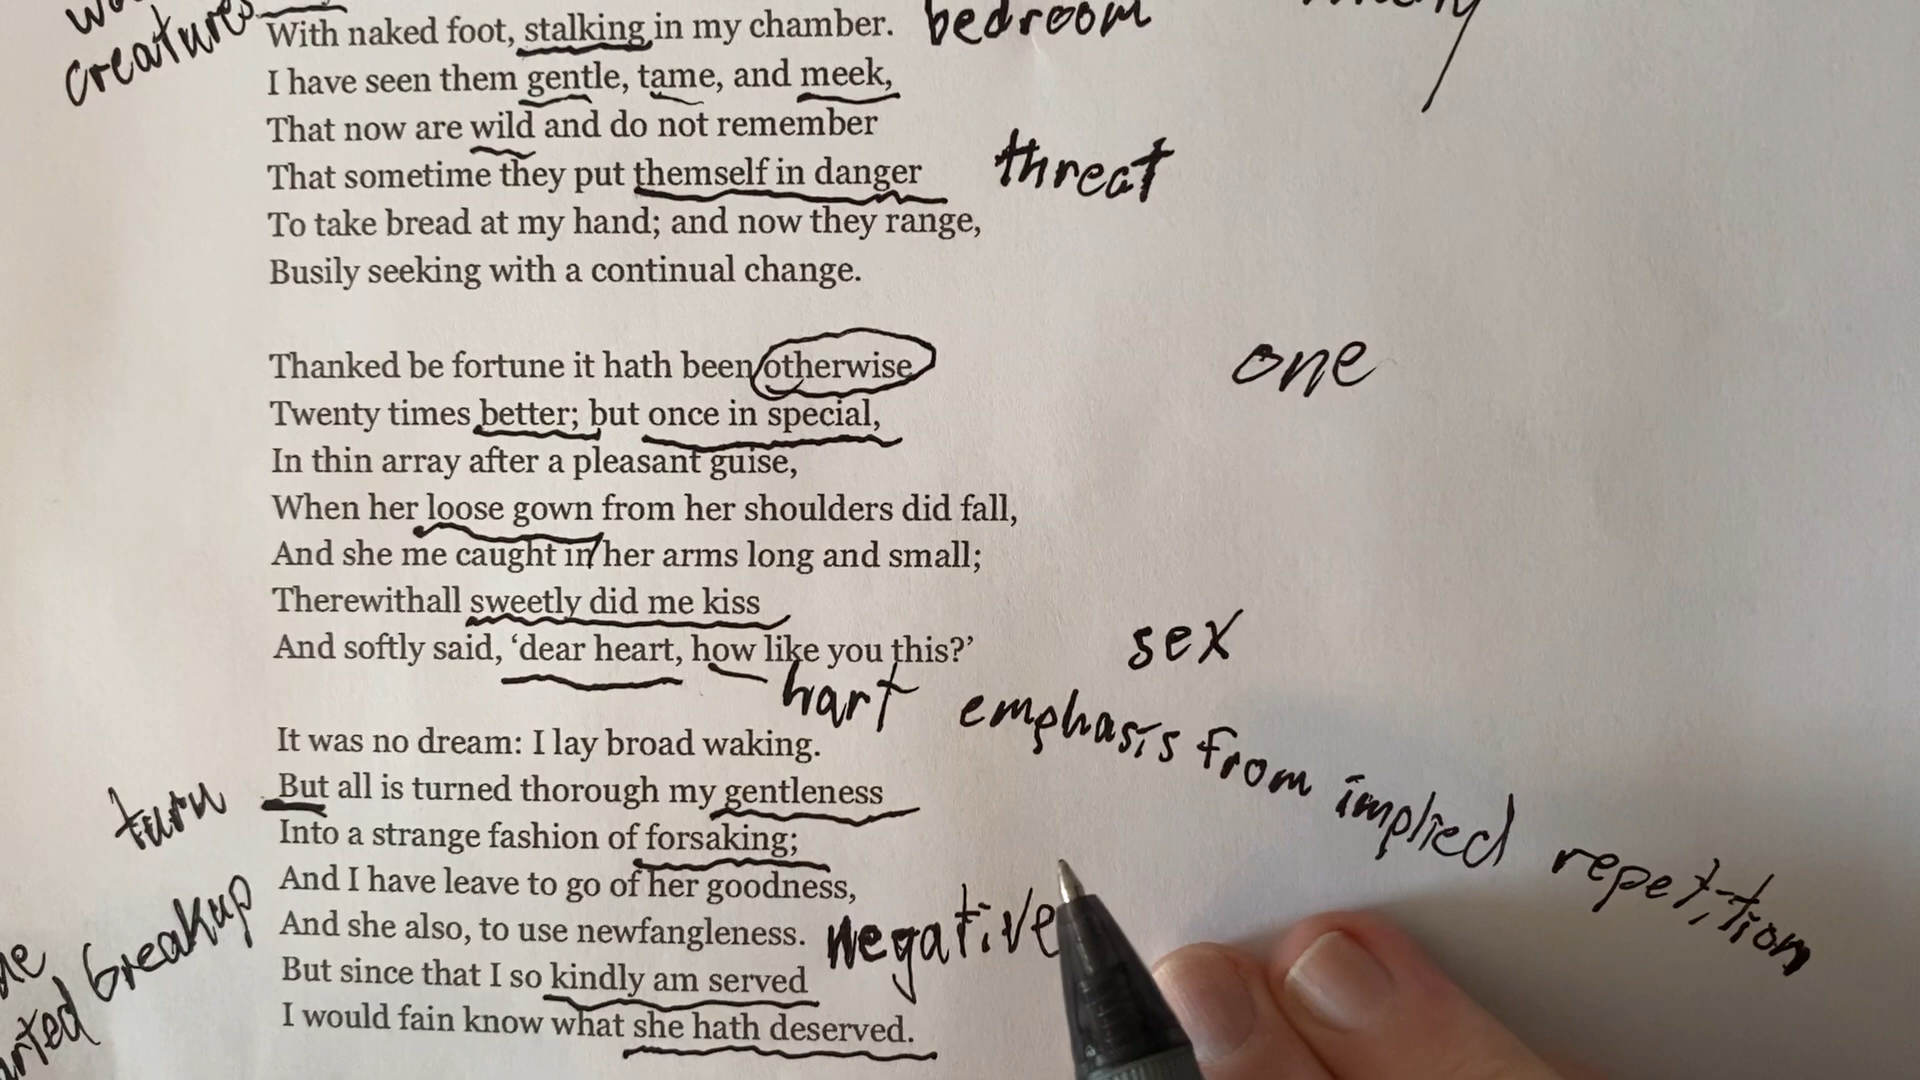 creatures With naked foot, stalking in my chamber. bedroom
I have seen them gentle, tame, and meek,
That now are wild and do not remember
That sometime they put themself in danger threat
To take bread at my hand; and now they range,
Busily seeking with a continual change.
Thanked be fortune it hath been otherwise one
Twenty times better; but once in special,
In thin array after a pleasant guise,
When her loose gown from her shoulders did fall,
And she me caught in her arms long and small;
Therewithall sweetly did me kiss
And softly said, ‘dear heart, how like you this?’ sex
hart emphasis from implied repetition
It was no dream: I lay broad waking.
turn But all is turned thorough my gentleness
Into a strange fashion of forsaking;
And I have leave to go of her goodness,
breakup And she also, to use newfangleness. negative
But since that I so kindly am served
I would fain know what she hath deserved.